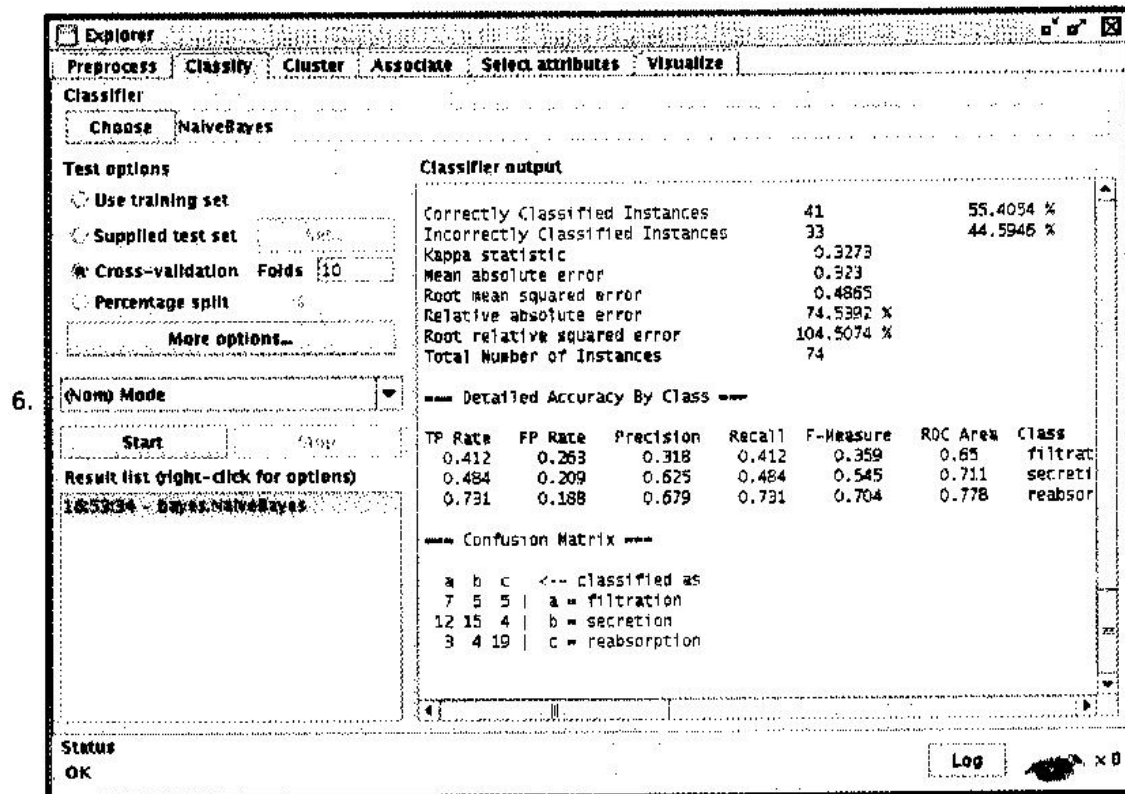 6.
Explorer
Preprocess Classify Cluster Associate Select attributes Visualize
Classifier
Choose NaiveBayes
Test options
Use training set
Supplied test set
Cross-validation Folds 10
Percentage split
More options...
(Nom) Mode
Start Stop
Result list (right-click for options)
16:53:34 - bayes.NaiveBayes
Classifier output
Correctly Classified Instances 41 55.4054 %
Incorrectly Classified Instances 33 44.5946 %
Kappa statistic 0.3273
Mean absolute error 0.323
Root mean squared error 0.4865
Relative absolute error 74.5392 %
Root relative squared error 104.5074 %
Total Number of Instances 74
=== Detailed Accuracy By Class ===
TP Rate FP Rate Precision Recall F-Measure ROC Area Class
0.412 0.263 0.318 0.412 0.359 0.65 filtrat
0.484 0.209 0.625 0.484 0.545 0.711 secreti
0.731 0.188 0.679 0.731 0.704 0.778 reabsor
=== Confusion Matrix ===
a b c <-- classified as
7 5 5 | a = filtration
12 15 4 | b = secretion
3 4 19 | c = reabsorption
Status
OK
Log x 0